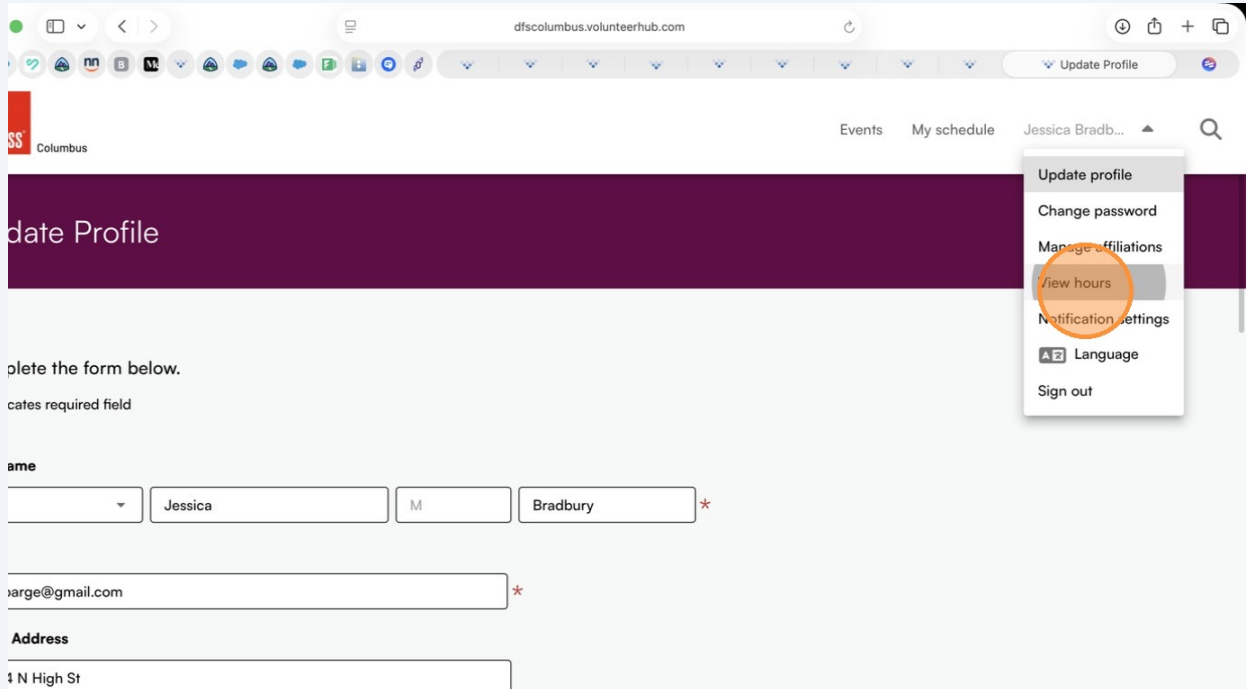 dfscolumbus.volunteerhub.com
Update Profile
SS
Columbus
Events My schedule Jessica Bradb...
Update profile
Change password
Manage affiliations
View hours
Notification settings
Language
Sign out
date Profile
plete the form below.
cates required field
ame
Jessica M Bradbury *
arge@gmail.com *
Address
4 N High St